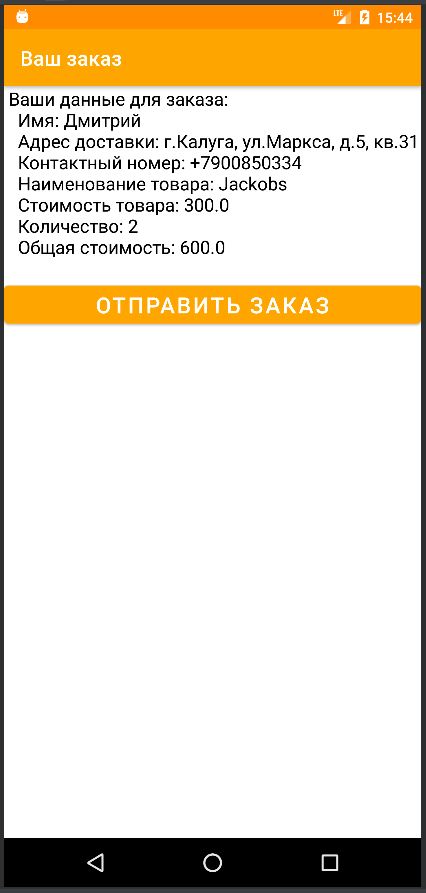 LTE 15:44
Ваш заказ
Ваши данные для заказа:
Имя: Дмитрий
Адрес доставки: г.Калуга, ул.Маркса, д.5, кв.31
Контактный номер: +7900850334
Наименование товара: Jackobs
Стоимость товара: 300.0
Количество: 2
Общая стоимость: 600.0
ОТПРАВИТЬ ЗАКАЗ